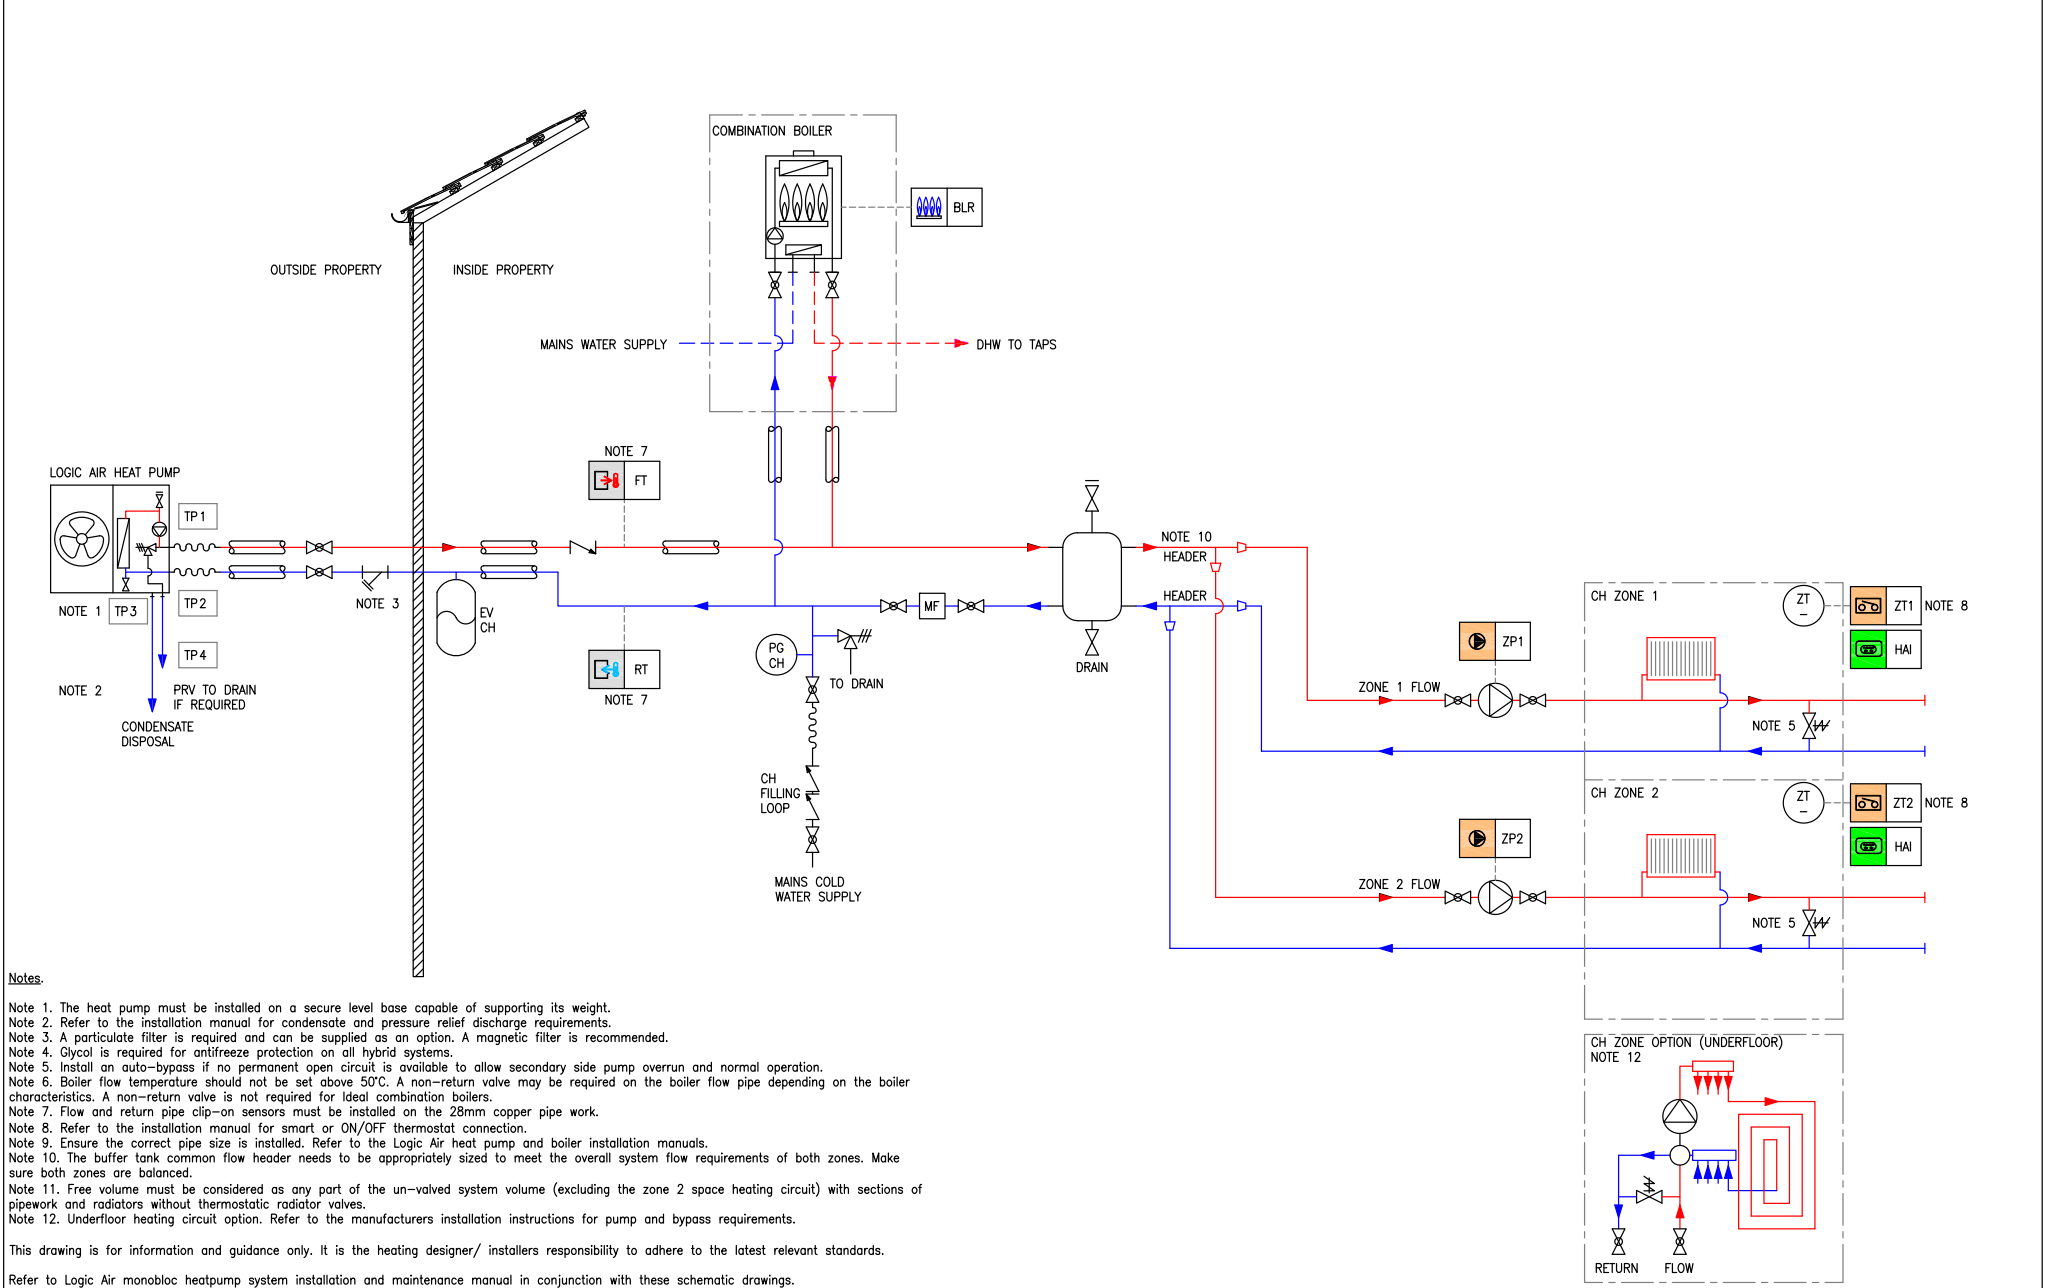 COMBINATION BOILER
BLR
OUTSIDE PROPERTY
INSIDE PROPERTY
MAINS WATER SUPPLY
DHW TO TAPS
NOTE 7
FT
LOGIC AIR HEAT PUMP
TP1
TP2
TP3
TP4
NOTE 1
NOTE 2
PRV TO DRAIN
IF REQUIRED
CONDENSATE
DISPOSAL
NOTE 3
EV
CH
RT
NOTE 7
MF
PG
CH
TO DRAIN
CH
FILLING
LOOP
MAINS COLD
WATER SUPPLY
DRAIN
NOTE 10
HEADER
HEADER
ZONE 1 FLOW
ZP1
CH ZONE 1
ZT
–
ZT1
NOTE 8
HAI
NOTE 5
ZONE 2 FLOW
ZP2
CH ZONE 2
ZT
–
ZT2
NOTE 8
HAI
NOTE 5
CH ZONE OPTION (UNDERFLOOR)
NOTE 12
RETURN
FLOW
Notes.
Note 1. The heat pump must be installed on a secure level base capable of supporting its weight.
Note 2. Refer to the installation manual for condensate and pressure relief discharge requirements.
Note 3. A particulate filter is required and can be supplied as an option. A magnetic filter is recommended.
Note 4. Glycol is required for antifreeze protection on all hybrid systems.
Note 5. Install an auto-bypass if no permanent open circuit is available to allow secondary side pump overrun and normal operation.
Note 6. Boiler flow temperature should not be set above 50°C. A non-return valve may be required on the boiler flow pipe depending on the boiler
characteristics. A non-return valve is not required for Ideal combination boilers.
Note 7. Flow and return pipe clip-on sensors must be installed on the 28mm copper pipe work.
Note 8. Refer to the installation manual for smart or ON/OFF thermostat connection.
Note 9. Ensure the correct pipe size is installed. Refer to the Logic Air heat pump and boiler installation manuals.
Note 10. The buffer tank common flow header needs to be appropriately sized to meet the overall system flow requirements of both zones. Make
sure both zones are balanced.
Note 11. Free volume must be considered as any part of the un-valved system volume (excluding the zone 2 space heating circuit) with sections of
pipework and radiators without thermostatic radiator valves.
Note 12. Underfloor heating circuit option. Refer to the manufacturers installation instructions for pump and bypass requirements.
This drawing is for information and guidance only. It is the heating designer/ installers responsibility to adhere to the latest relevant standards.
Refer to Logic Air monobloc heatpump system installation and maintenance manual in conjunction with these schematic drawings.